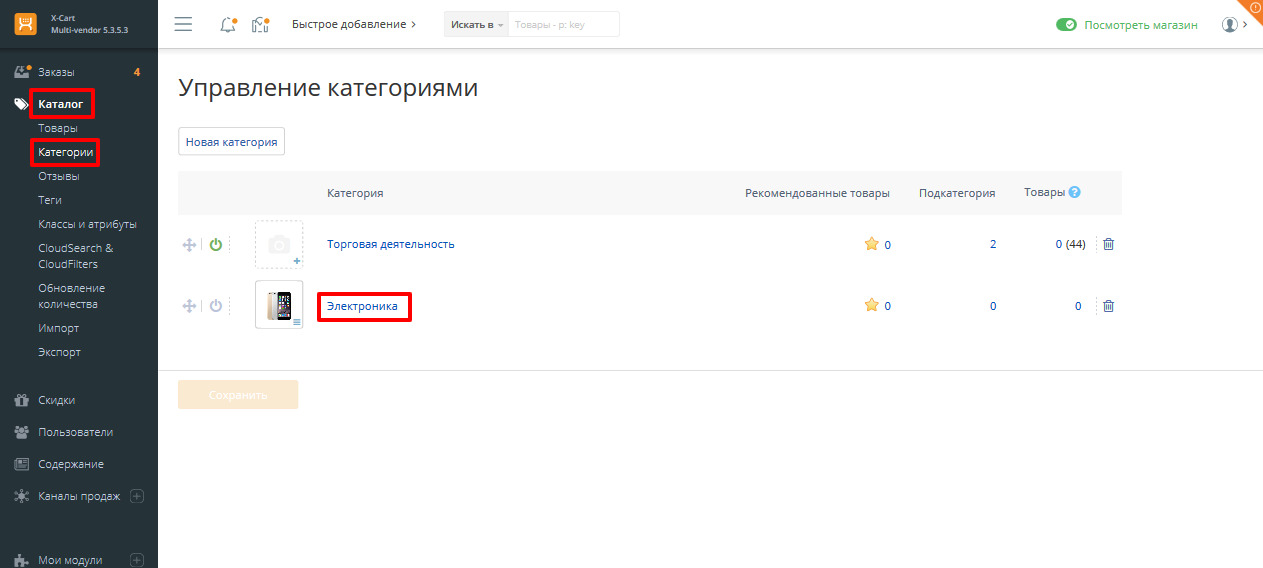 X-Cart
Multi-vendor 5.3.5.3
Быстрое добавление
Искать в
Товары - p: key
Посмотреть магазин
Заказы 4
Каталог
Товары
Категории
Отзывы
Теги
Классы и атрибуты
CloudSearch &
CloudFilters
Обновление
количества
Импорт
Экспорт
Скидки
Пользователи
Содержание
Каналы продаж
Мои модули
Управление категориями
Новая категория
Категория Рекомендованные товары Подкатегория Товары ?
Торговая деятельность 0 2 0 (44)
Электроника 0 0 0
Сохранить